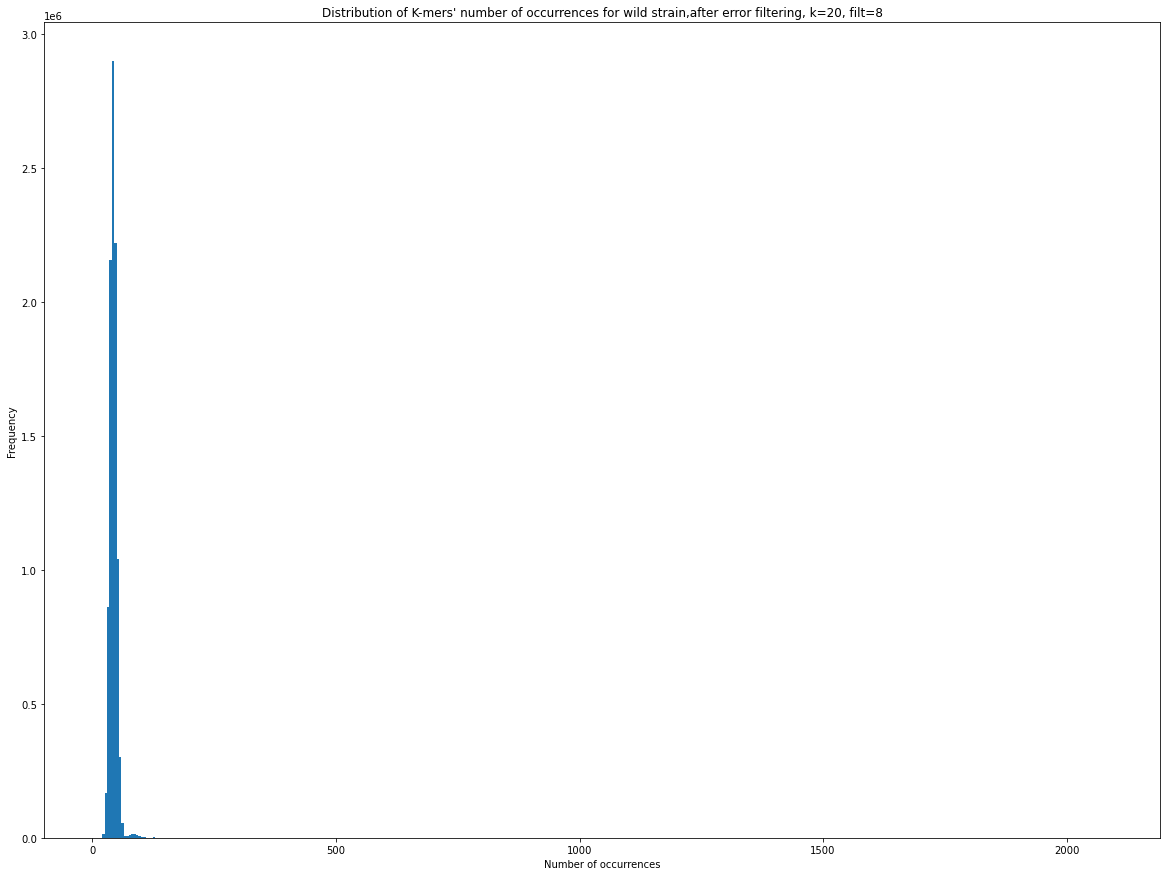 Distribution of K-mers' number of occurrences for wild strain,after error filtering, k=20, filt=8
1e6
3.0
2.5
2.0
1.5
1.0
0.5
0.0
Frequency
0 500 1000 1500 2000
Number of occurrences